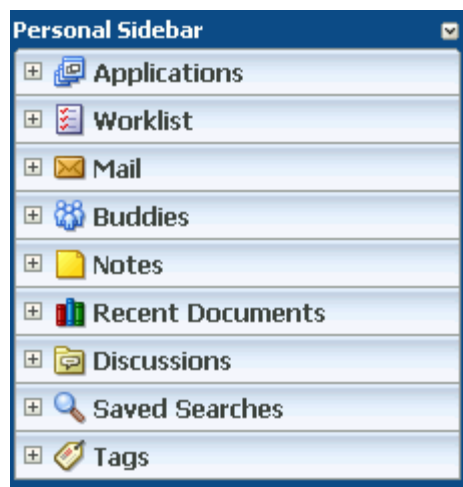 Personal Sidebar
Applications
Worklist
Mail
Buddies
Notes
Recent Documents
Discussions
Saved Searches
Tags